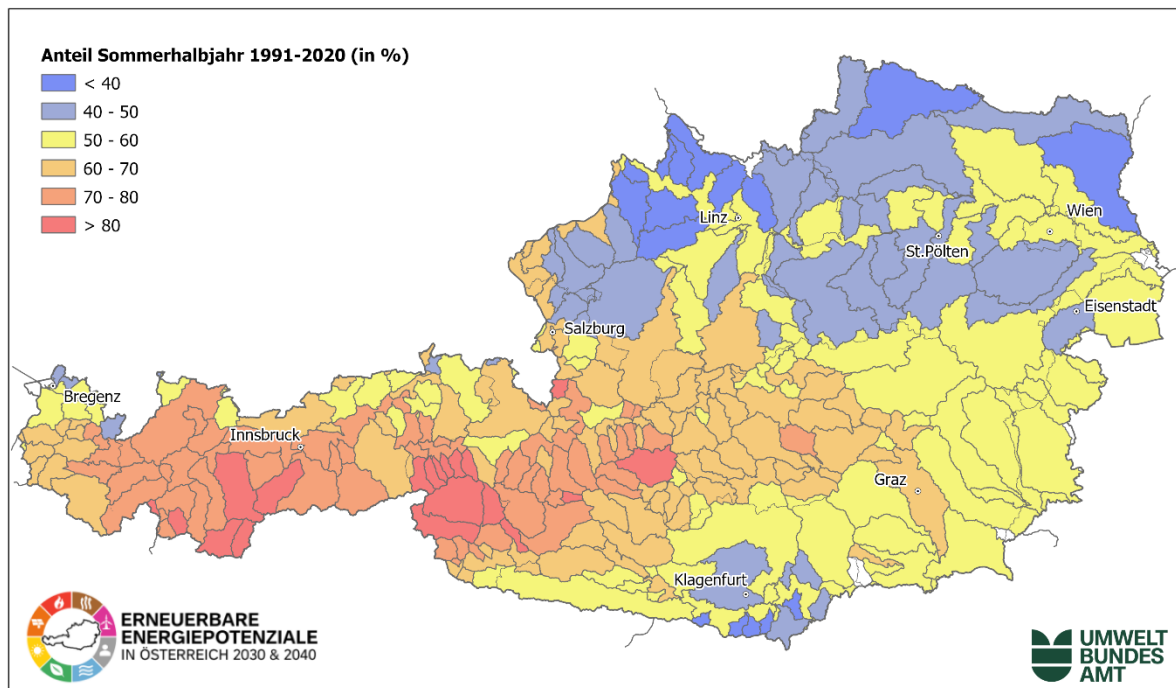 Anteil Sommerhalbjahr 1991-2020 (in %)
< 40
40 - 50
50 - 60
60 - 70
70 - 80
> 80
Linz
Wien
St.Pölten
Eisenstadt
Salzburg
Bregenz
Innsbruck
Graz
Klagenfurt
ERNEUERBARE
ENERGIEPOTENZIALE
IN ÖSTERREICH 2030 & 2040
UMWELT
BUNDES
AMT